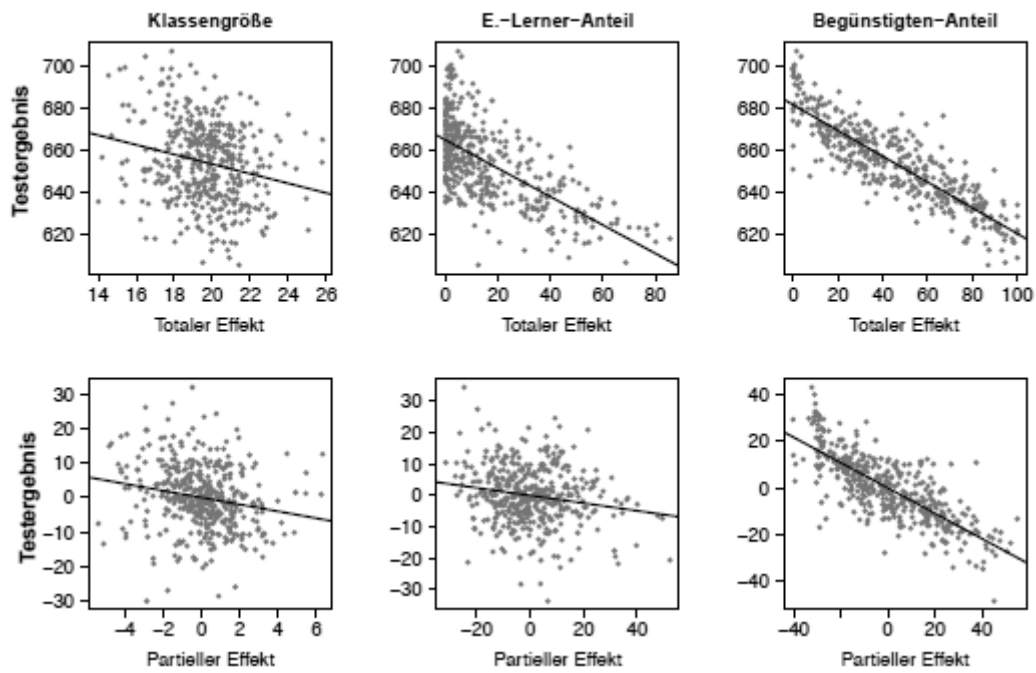 Klassengröße
E.-Lerner-Anteil
Begünstigten-Anteil
Testergebnis
700
680
660
640
620
14 16 18 20 22 24 26
Totaler Effekt
700
680
660
640
620
0 20 40 60 80
Totaler Effekt
700
680
660
640
620
0 20 40 60 80 100
Totaler Effekt
Testergebnis
30
20
10
0
-10
-20
-30
-4 -2 0 2 4 6
Partieller Effekt
30
20
10
0
-10
-20
-30
-20 0 20 40
Partieller Effekt
40
20
0
-20
-40
-40 0 20 40
Partieller Effekt